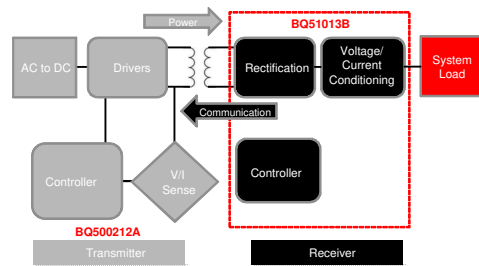 Power
BQ51013B
AC to DC
Drivers
Rectification
Voltage/
Current
Conditioning
System
Load
Communication
Controller
V/I
Sense
Controller
BQ500212A
Transmitter
Receiver